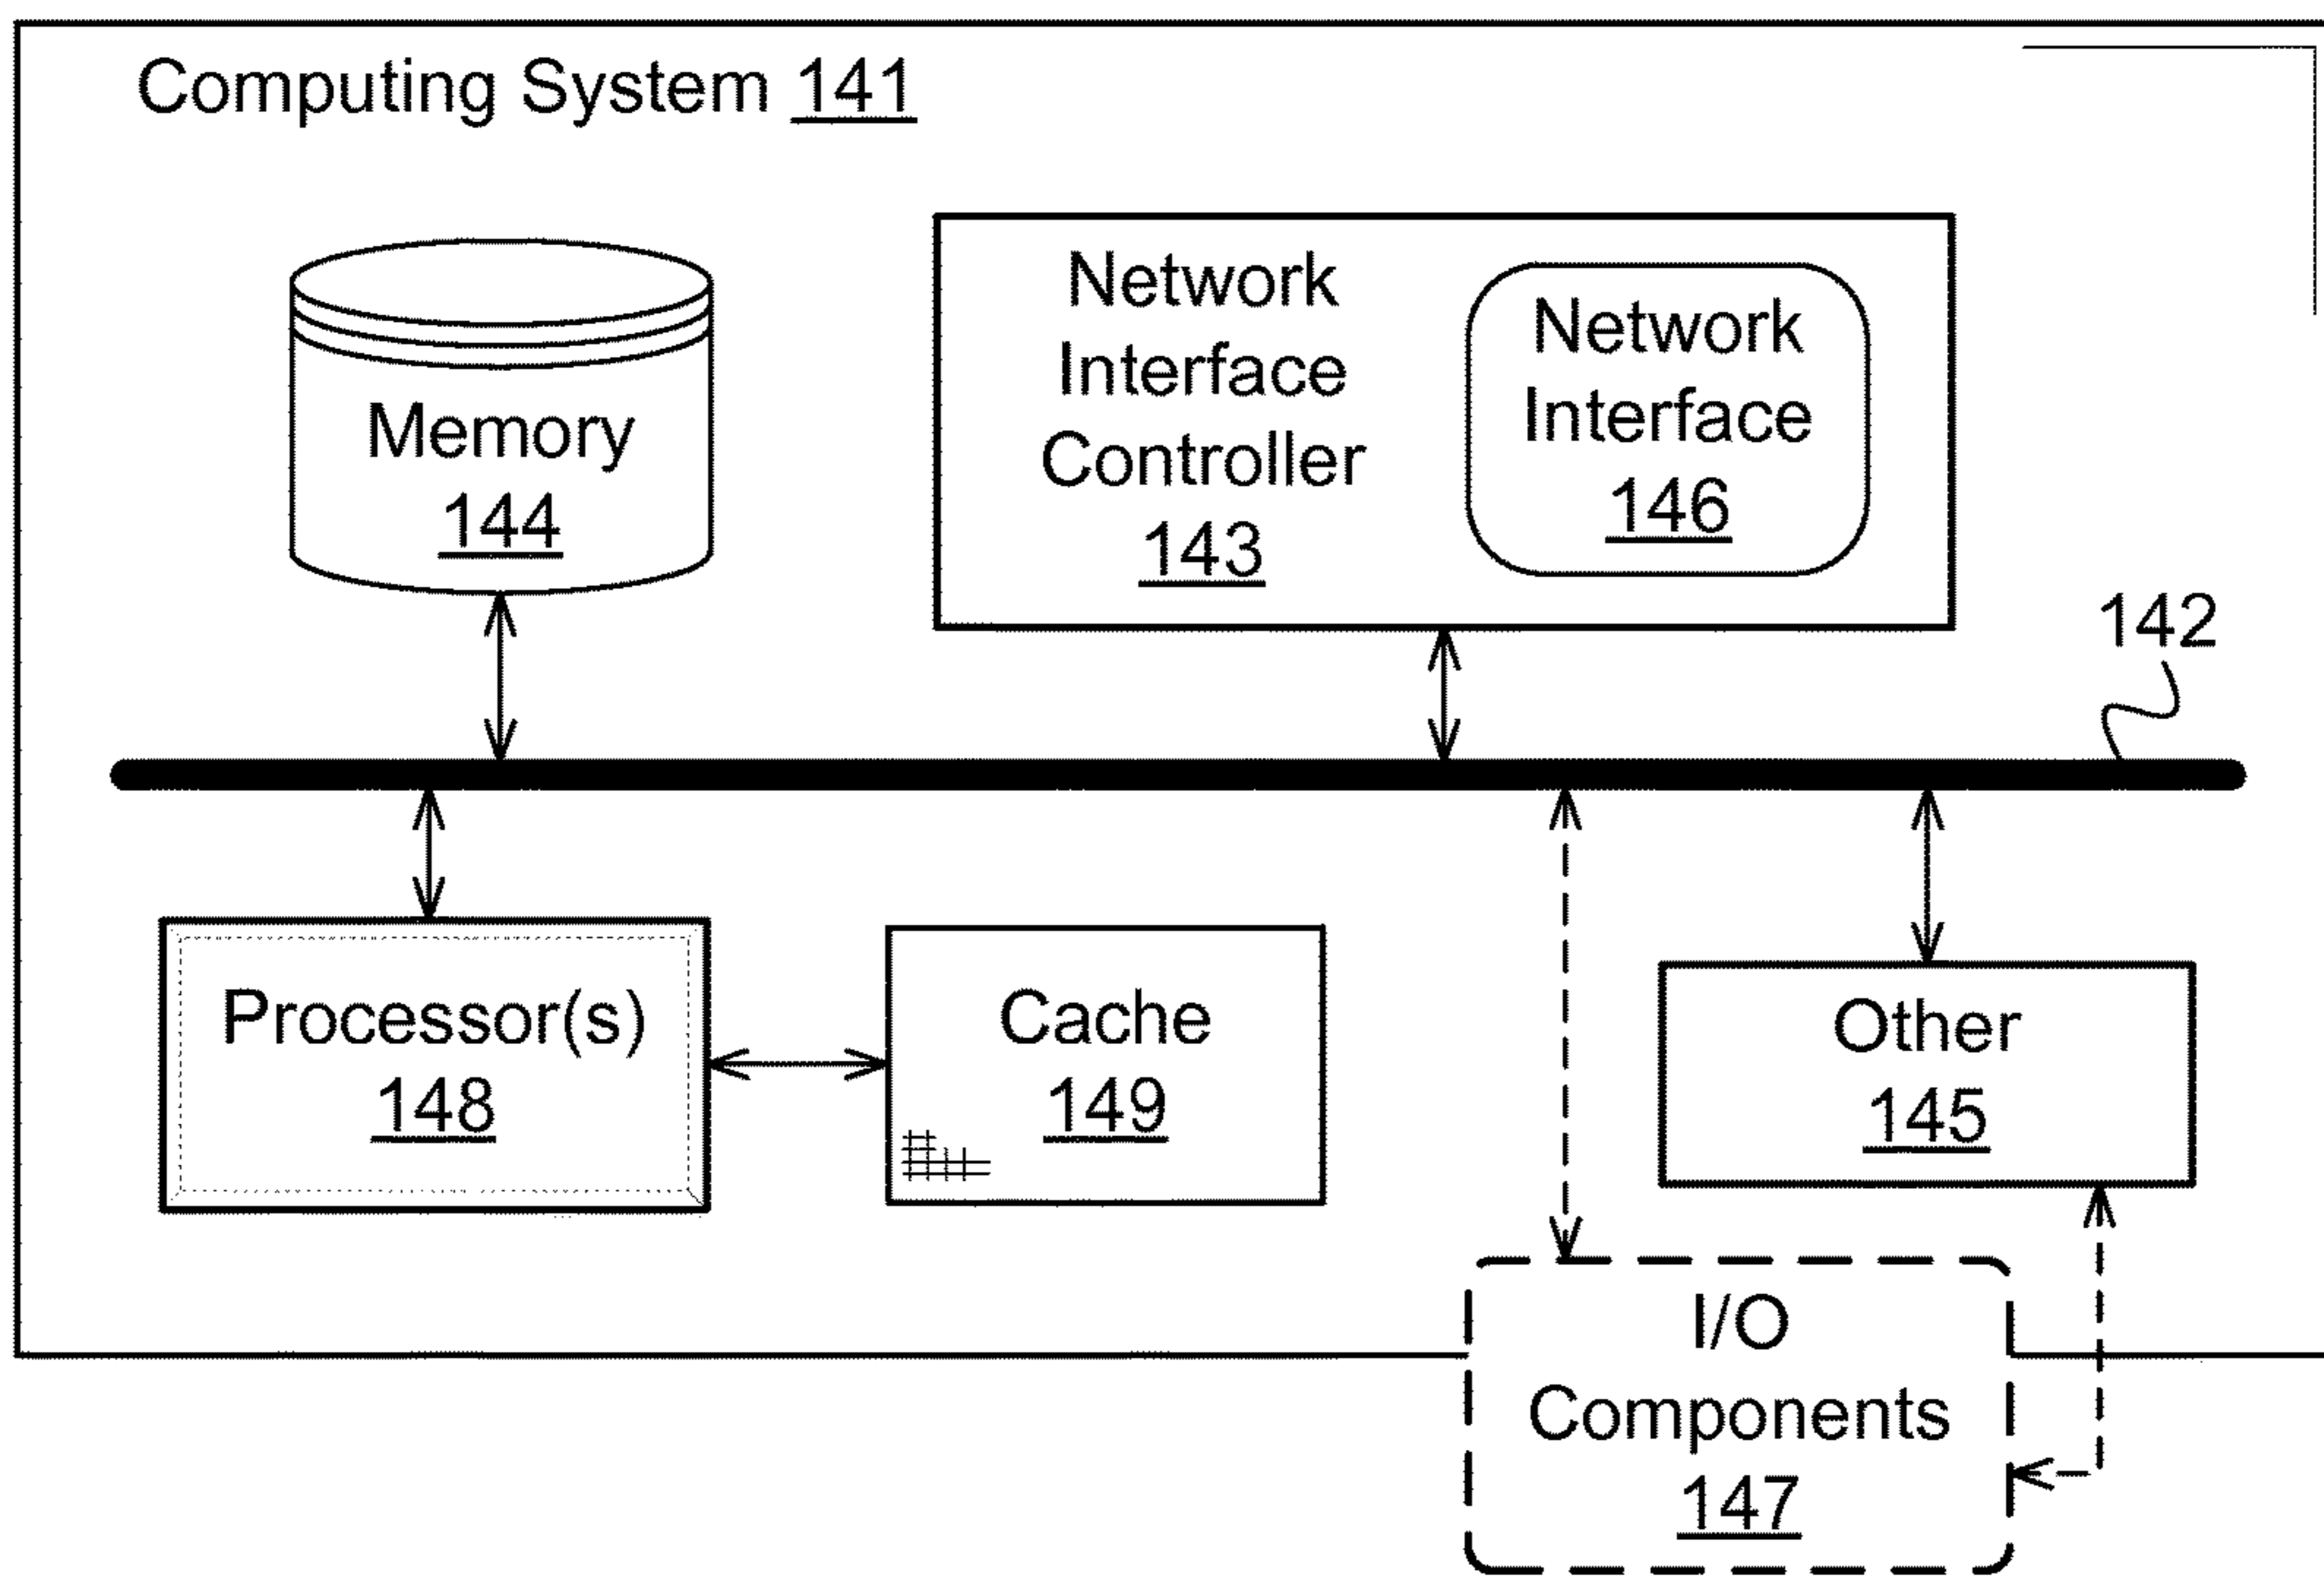 Computing System 141
Memory
144
Network
Interface
Controller
143
Network
Interface
146
142
Processor(s)
148
Cache
149
Other
145
I/O
Components
147